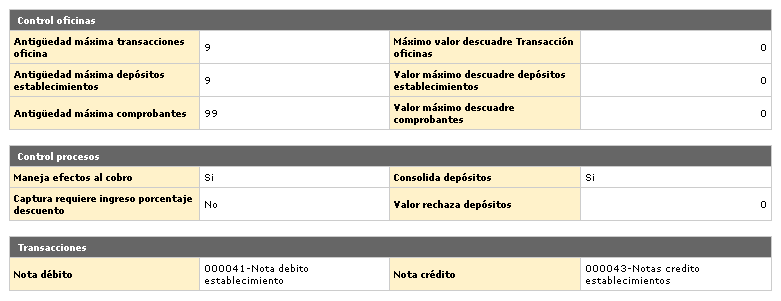 Control oficinas
Antigüedad máxima transacciones oficina 9 Máximo valor descuadre Transacción oficinas 0
Antigüedad máxima depósitos establecimientos 9 Valor máximo descuadre depósitos establecimientos 0
Antigüedad máxima comprobantes 99 Valor máximo descuadre comprobantes 0
Control procesos
Maneja efectos al cobro Si Consolida depósitos Si
Captura requiere ingreso porcentaje descuento No Valor rechaza depósitos 0
Transacciones
Nota débito 000041-Nota debito establecimiento Nota crédito 000043-Notas credito establecimientos